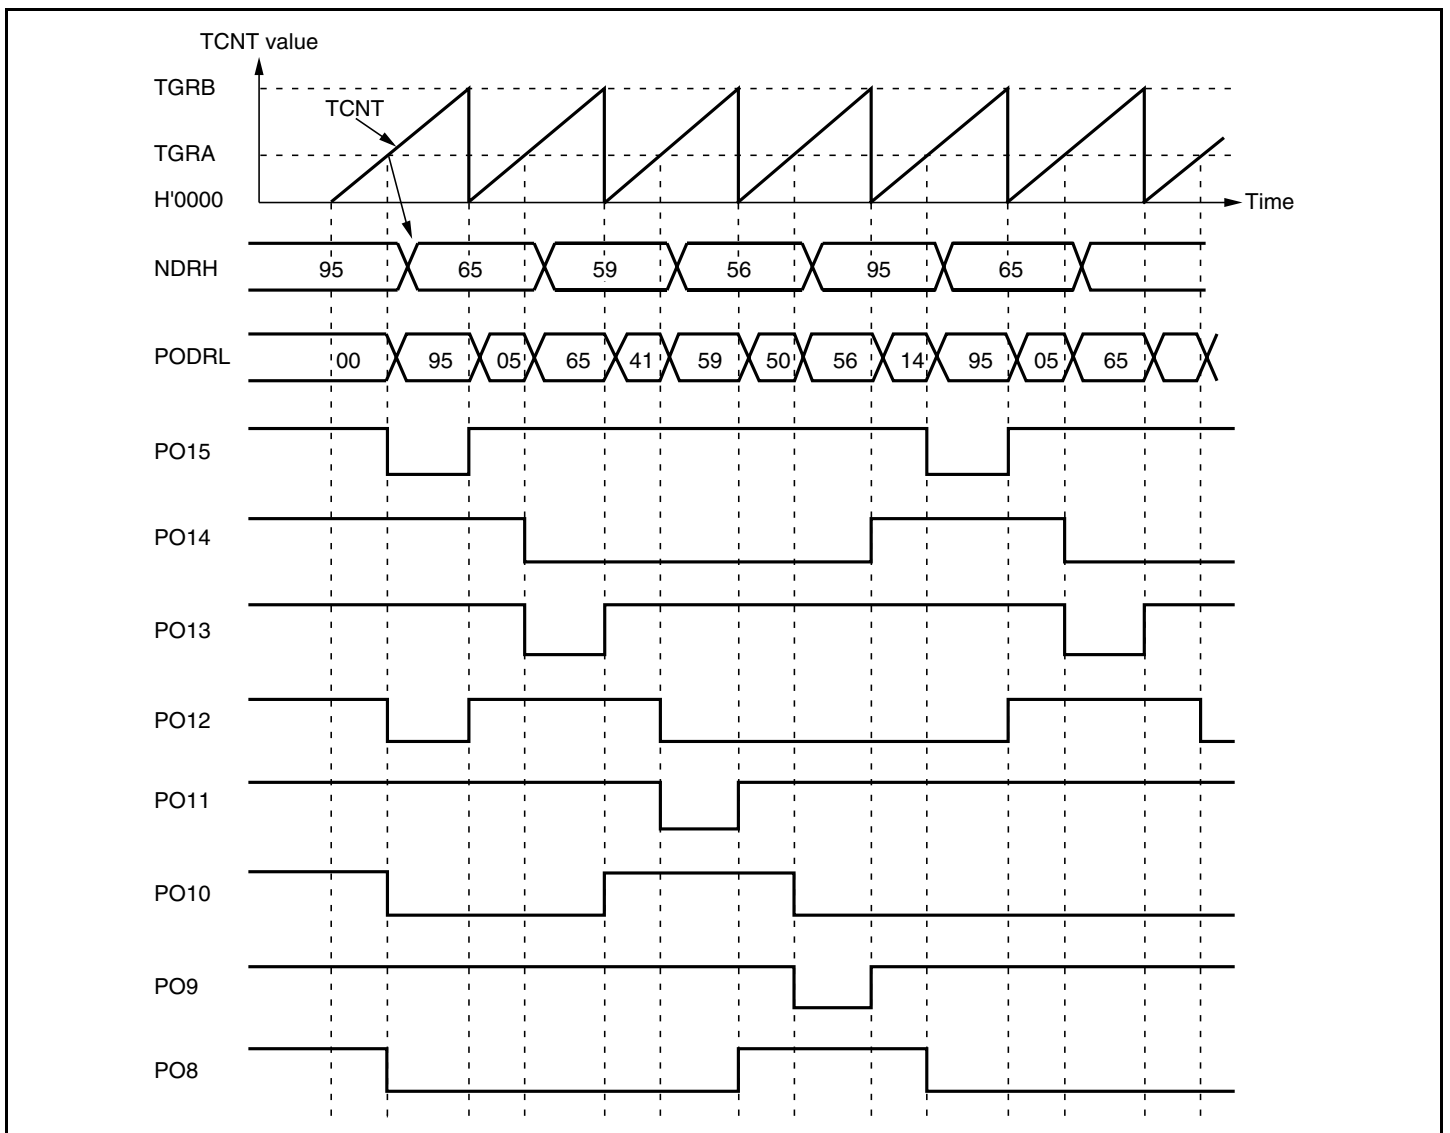 TCNT value
TGRB
TCNT
TGRA
H'0000
Time
NDRH 95 65 59 56 95 65
PODRL 00 95 05 65 41 59 50 56 14 95 05 65
PO15
PO14
PO13
PO12
PO11
PO10
PO9
PO8